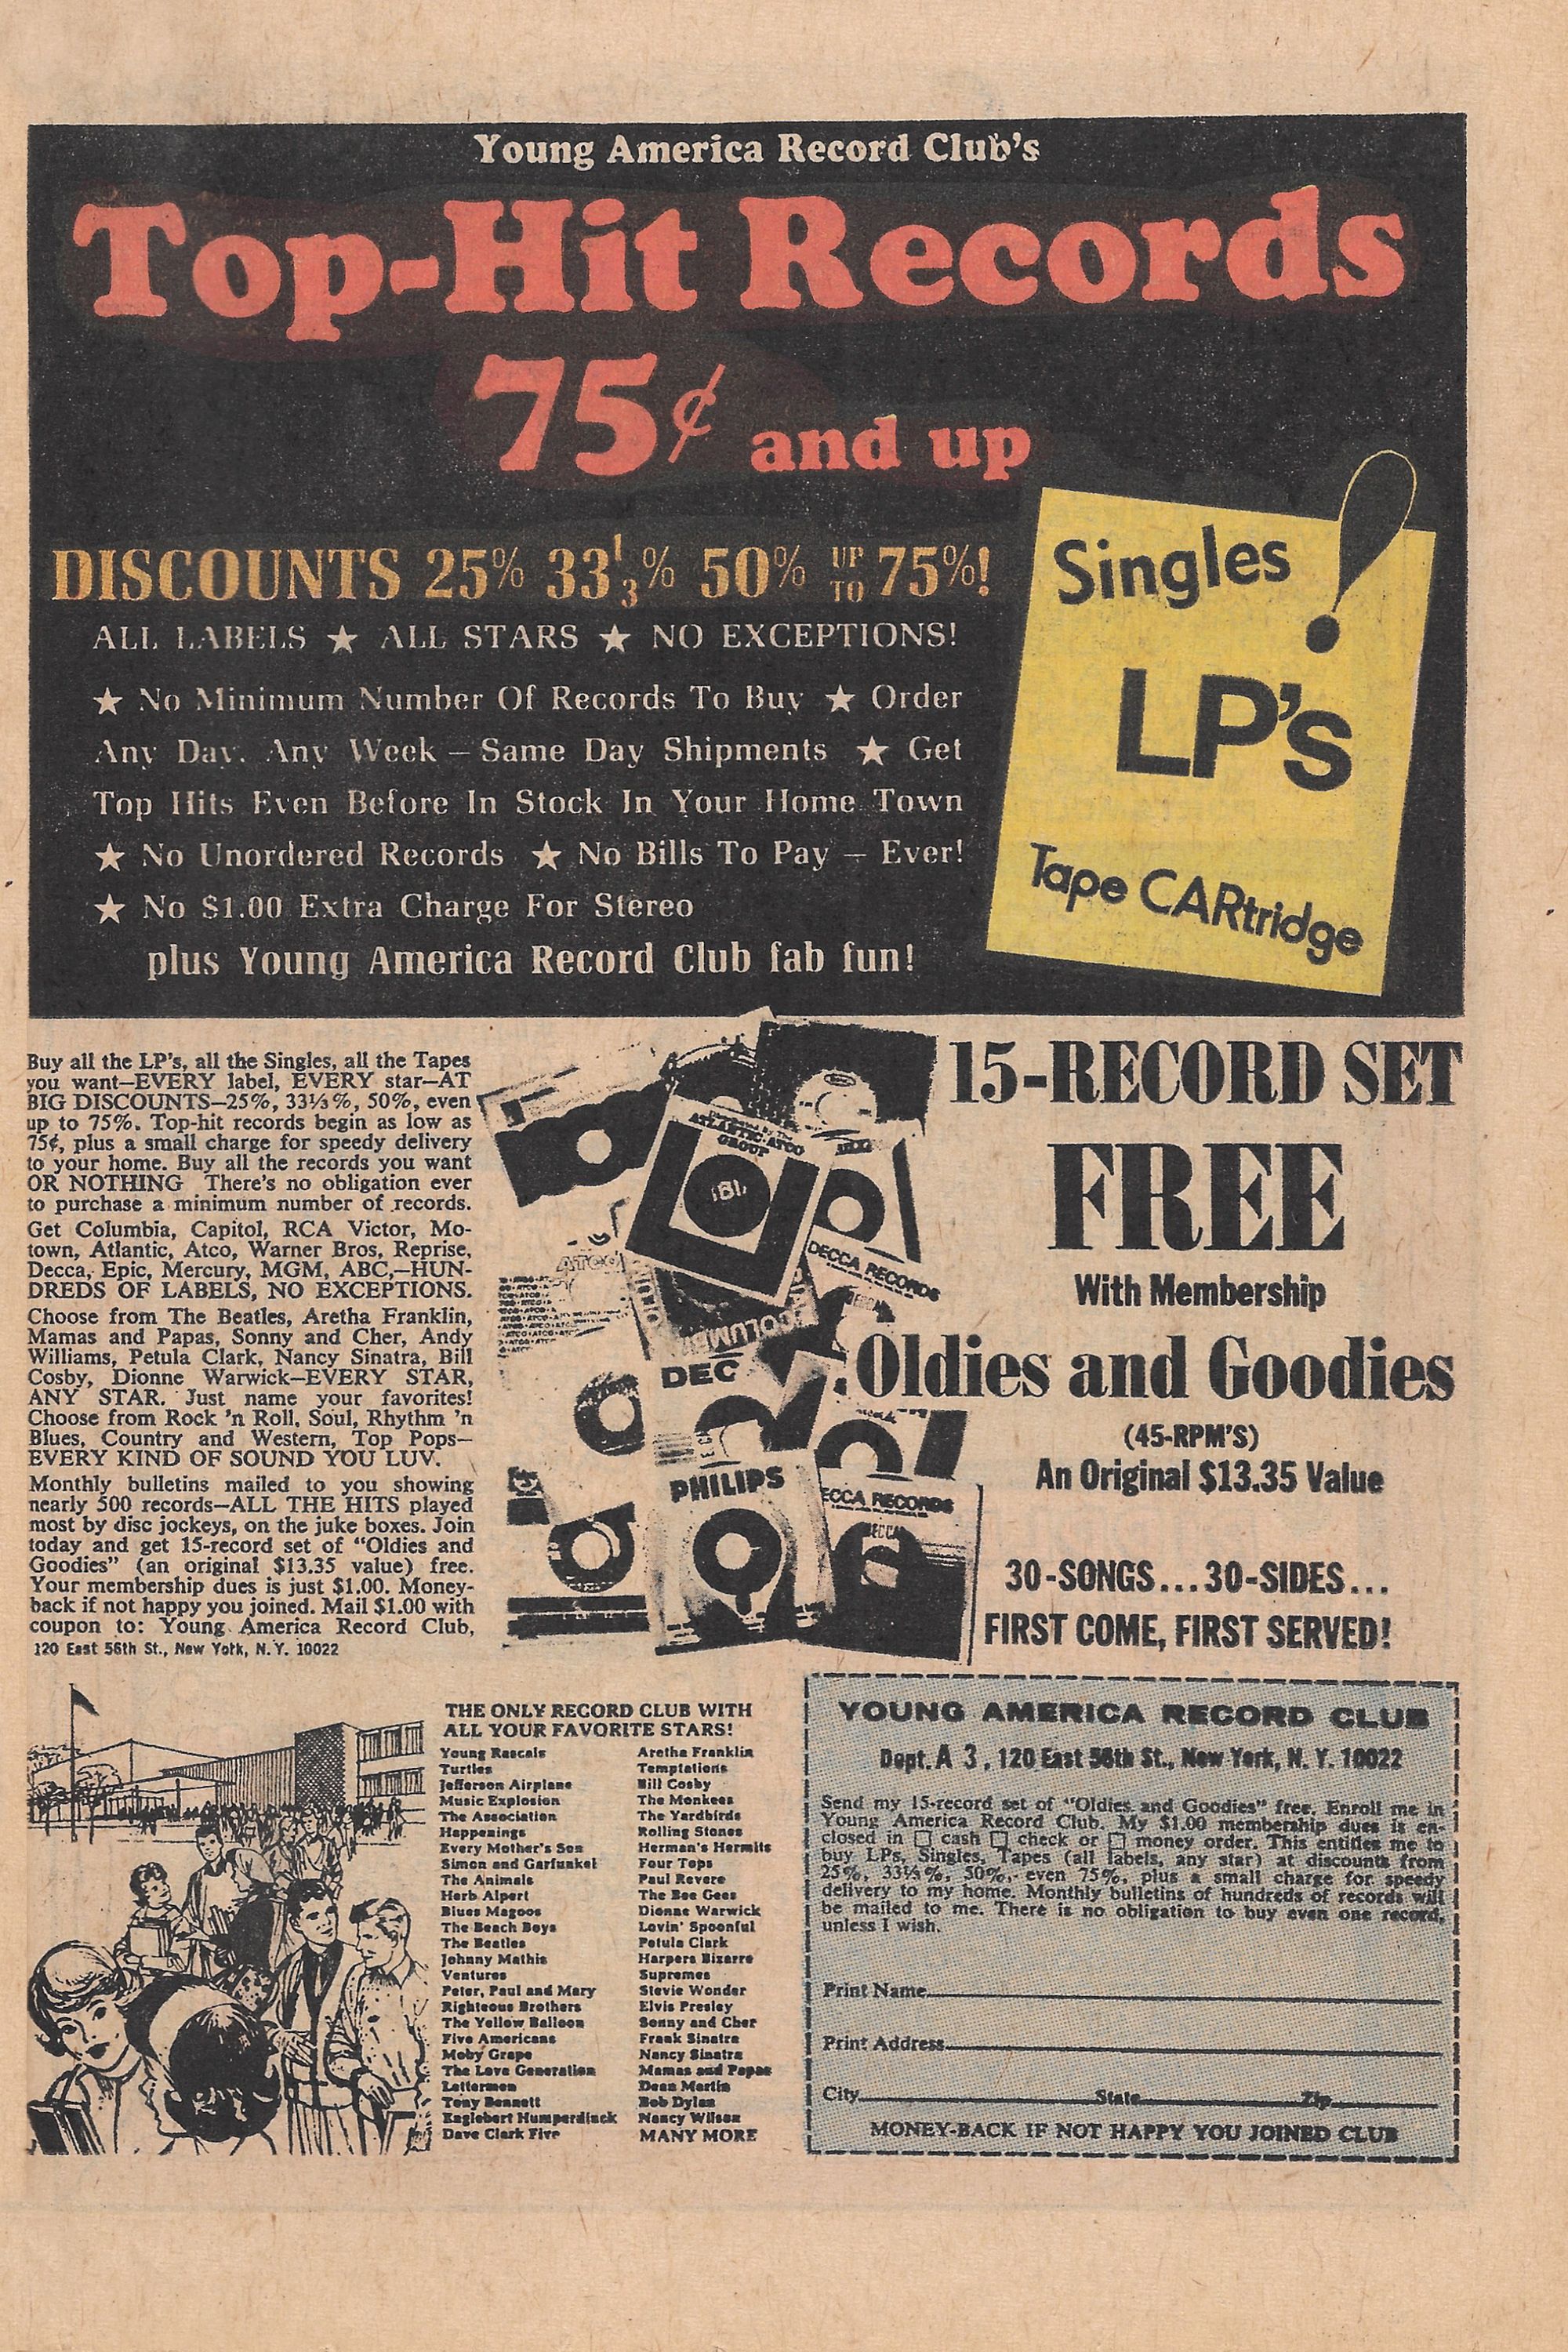 Young America Record Club's
Top-Hit Records
75¢ and up
DISCOUNTS 25% 33⅓% 50% UP TO 75%!
ALL LABELS ★ ALL STARS ★ NO EXCEPTIONS!
★ No Minimum Number Of Records To Buy ★ Order
Any Day, Any Week – Same Day Shipments ★ Get
Top Hits Even Before In Stock In Your Home Town
★ No Unordered Records ★ No Bills To Pay – Ever!
★ No $1.00 Extra Charge For Stereo
plus Young America Record Club fab fun!
Singles!
LP's
Tape CARtridge
Buy all the LP's, all the Singles, all the Tapes
you want—EVERY label, EVERY star—AT
BIG DISCOUNTS—25%, 33⅓%, 50%, even
up to 75%. Top-hit records begin as low as
75¢, plus a small charge for speedy delivery
to your home. Buy all the records you want
OR NOTHING There's no obligation ever
to purchase a minimum number of records.
Get Columbia, Capitol, RCA Victor, Mo-
town, Atlantic, Atco, Warner Bros, Reprise,
Decca, Epic, Mercury, MGM, ABC,—HUN-
DREDS OF LABELS, NO EXCEPTIONS.
Choose from The Beatles, Aretha Franklin,
Mamas and Papas, Sonny and Cher, Andy
Williams, Petula Clark, Nancy Sinatra, Bill
Cosby, Dionne Warwick—EVERY STAR,
ANY STAR. Just name your favorites!
Choose from Rock 'n Roll, Soul, Rhythm 'n
Blues, Country and Western, Top Pops—
EVERY KIND OF SOUND YOU LUV.
Monthly bulletins mailed to you showing
nearly 500 records—ALL THE HITS played
most by disc jockeys, on the juke boxes. Join
today and get 15-record set of "Oldies and
Goodies" (an original $13.35 value) free.
Your membership dues is just $1.00. Money-
back if not happy you joined. Mail $1.00 with
coupon to: Young America Record Club,
120 East 56th St., New York, N. Y. 10022
ATLANTIC-ATCO
GROUP
DECCA RECORDS
ATCO
COLUMBIA
DEC
PHILIPS
ECCA RECORDS
DECCA
15-RECORD SET
FREE
With Membership
Oldies and Goodies
(45-RPM'S)
An Original $13.35 Value
30-SONGS...30-SIDES...
FIRST COME, FIRST SERVED!
THE ONLY RECORD CLUB WITH
ALL YOUR FAVORITE STARS!
Young Rascals
Turtles
Jefferson Airplane
Music Explosion
The Association
Happenings
Every Mother's Son
Simon and Garfunkel
The Animals
Herb Alpert
Blues Magoos
The Beach Boys
The Beatles
Johnny Mathis
Ventures
Peter, Paul and Mary
Righteous Brothers
The Yellow Balloon
Five Americans
Moby Grape
The Love Generation
Lettermen
Tony Bennett
Englebert Humperdinck
Dave Clark Five
Aretha Franklin
Temptations
Bill Cosby
The Monkees
The Yardbirds
Rolling Stones
Herman's Hermits
Four Tops
Paul Revere
The Bee Gees
Dionne Warwick
Lovin' Spoonful
Petula Clark
Harpers Bizarre
Supremes
Stevie Wonder
Elvis Presley
Sonny and Cher
Frank Sinatra
Nancy Sinatra
Mamas and Papas
Dean Martin
Bob Dylan
Nancy Wilson
MANY MORE
YOUNG AMERICA RECORD CLUB
Dept. A 3, 120 East 56th St., New York, N. Y. 10022
Send my 15-record set of "Oldies and Goodies" free. Enroll me in
Young America Record Club. My $1.00 membership dues is en-
closed in ☐ cash ☐ check or ☐ money order. This entitles me to
buy LPs, Singles, Tapes (all labels, any star) at discounts from
25%, 33⅓%, 50%, even 75%, plus a small charge for speedy
delivery to my home. Monthly bulletins of hundreds of records will
be mailed to me. There is no obligation to buy even one record,
unless I wish.
Print Name
Print Address
City State Zip
MONEY-BACK IF NOT HAPPY YOU JOINED CLUB